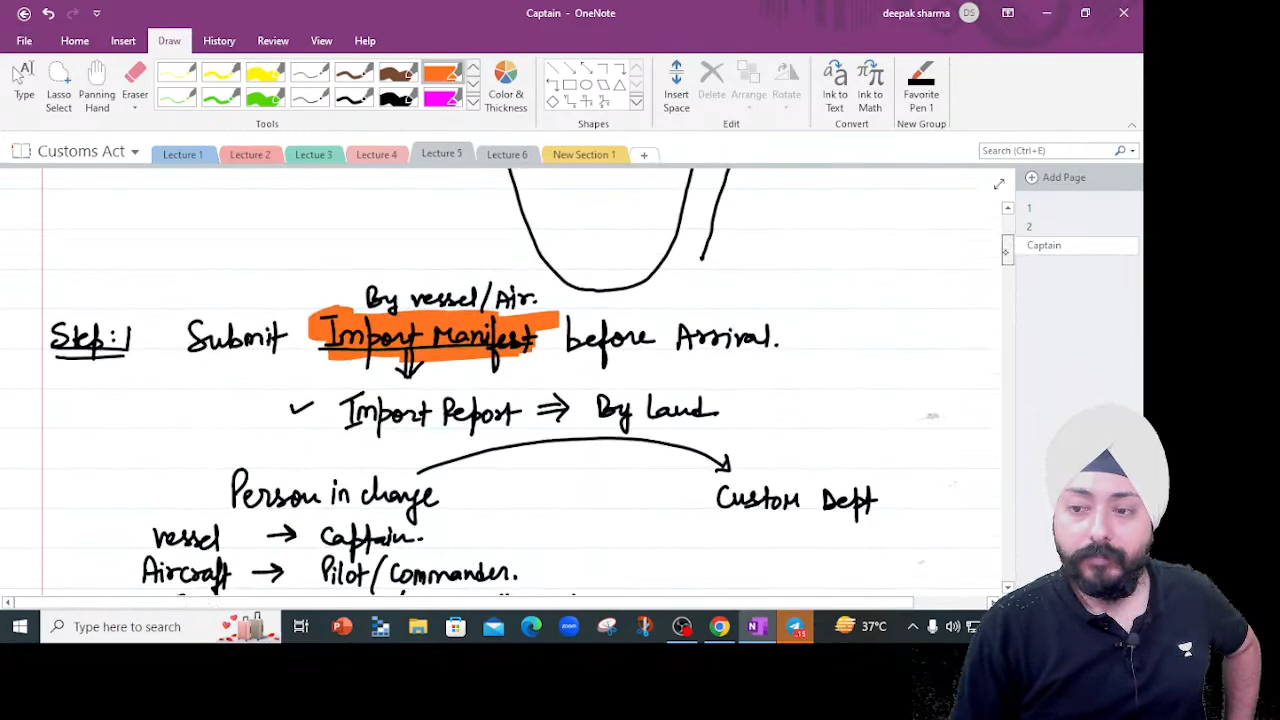 Captain - OneNote
deepak sharma DS
File Home Insert Draw History Review View Help
Type Lasso Select Panning Hand Eraser
Color & Thickness
Insert Space Delete Arrange Rotate
Ink to Text Ink to Math Favorite Pen 1
Tools Shapes Edit Convert New Group
Customs Act Lecture 1 Lecture 2 Lectue 3 Lecture 4 Lecture 5 Lecture 6 New Section 1 Search (Ctrl+E)
Add Page
1
2
Captain
By vessel/Air.
Step:1 Submit Import Manifest before Arrival.
Import Report ⇒ By Land
Person in charge Custom Dept
vessel → Captain.
Aircraft → Pilot/Commander.
Type here to search
15
37°C